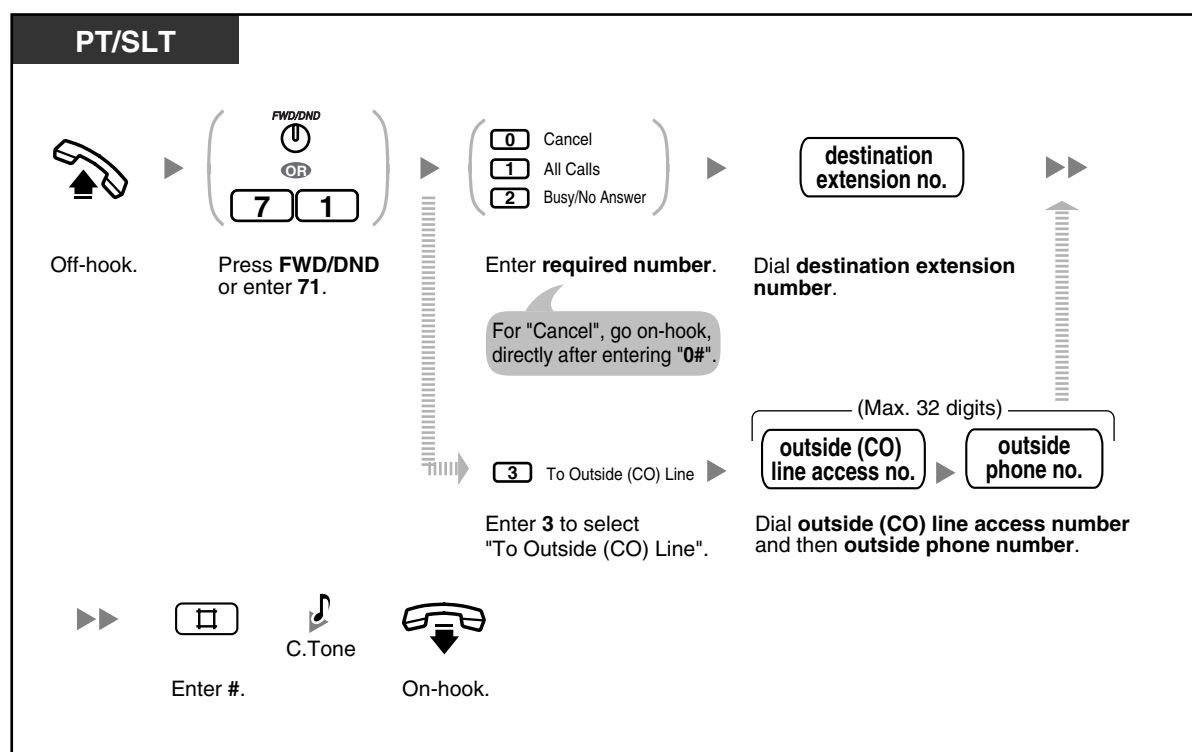 PT/SLT
FWD/DND
OR
7 1
0 Cancel
1 All Calls
2 Busy/No Answer
destination
extension no.
Off-hook.
Press FWD/DND
or enter 71.
Enter required number.
Dial destination extension
number.
For "Cancel", go on-hook,
directly after entering "0#".
(Max. 32 digits)
3 To Outside (CO) Line
outside (CO)
line access no.
outside
phone no.
Enter 3 to select
"To Outside (CO) Line".
Dial outside (CO) line access number
and then outside phone number.
#
C.Tone
Enter #.
On-hook.